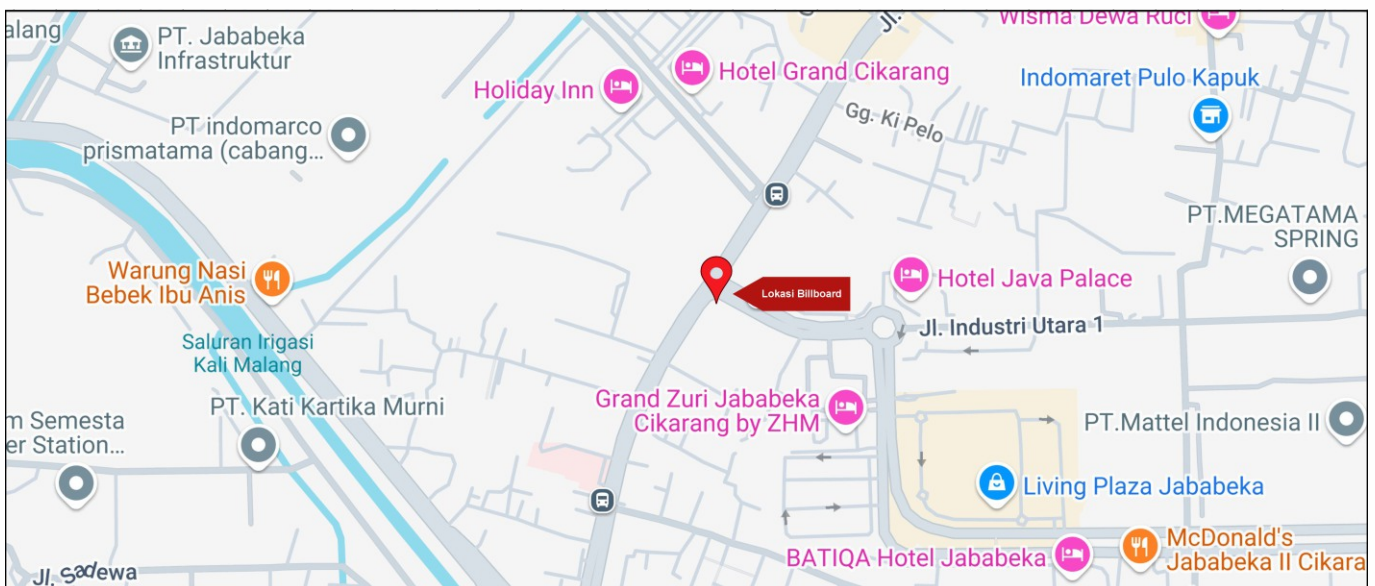 alang
PT. Jababeka
Infrastruktur
Holiday Inn
Hotel Grand Cikarang
Jl.
Wisma Dewa Ruci
Indomaret Pulo Kapuk
Gg. Ki Pelo
PT indomarco
prismatama (cabang...
PT.MEGATAMA
SPRING
Warung Nasi
Bebek Ibu Anis
Lokasi Billboard
Hotel Java Palace
Jl. Industri Utara 1
Saluran Irigasi
Kali Malang
PT. Kati Kartika Murni
Grand Zuri Jababeka
Cikarang by ZHM
m Semesta
er Station...
PT.Mattel Indonesia II
Living Plaza Jababeka
BATIQA Hotel Jababeka
McDonald's
Jababeka II Cikara
Jl. Sadewa